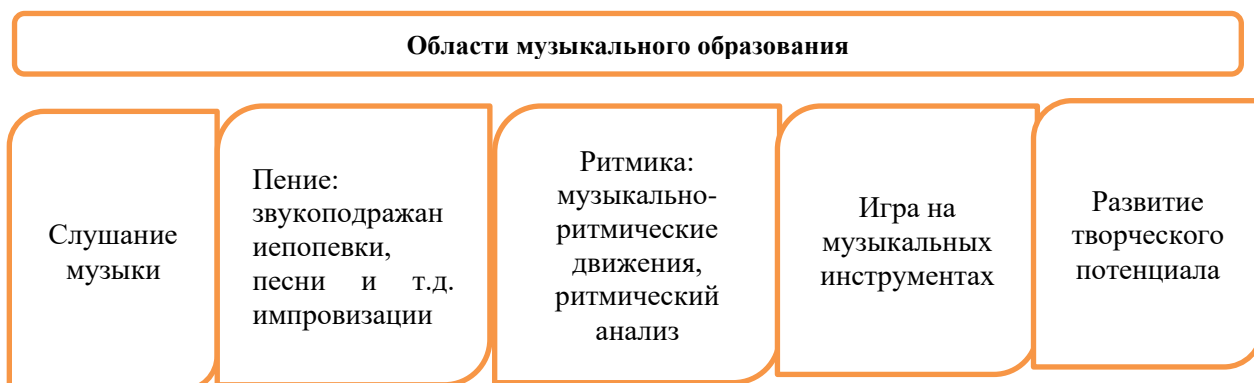 Области музыкального образования
Слушание
музыки
Пение:
звукоподражан
иепопевки,
песни и т.д.
импровизации
Ритмика:
музыкально-
ритмические
движения,
ритмический
анализ
Игра на
музыкальных
инструментах
Развитие
творческого
потенциала